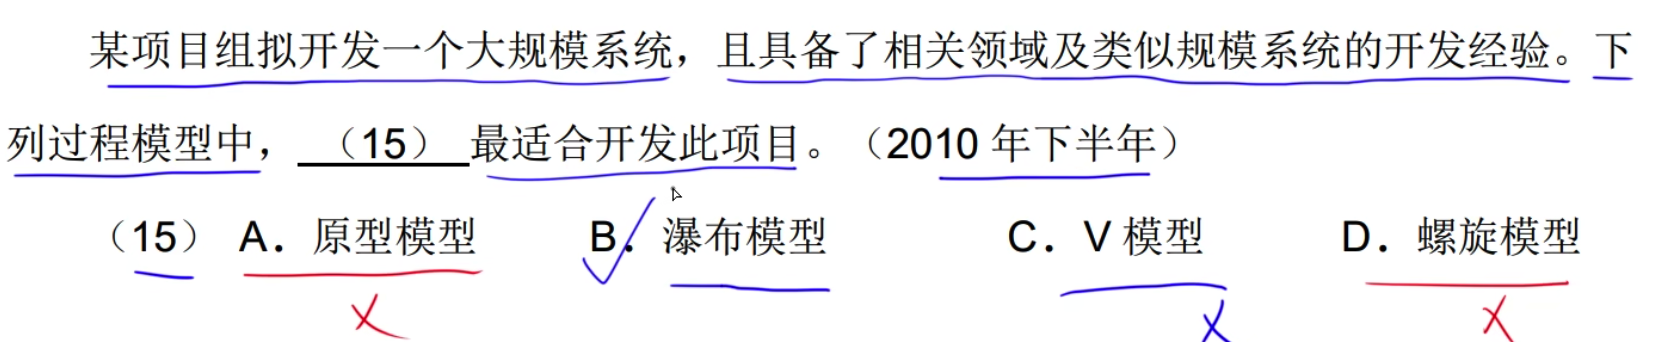 某项目组拟开发一个大规模系统，且具备了相关领域及类似规模系统的开发经验。下
列过程模型中，（15）最适合开发此项目。（2010 年下半年）
（15） A．原型模型 B．瀑布模型 C．V 模型 D．螺旋模型